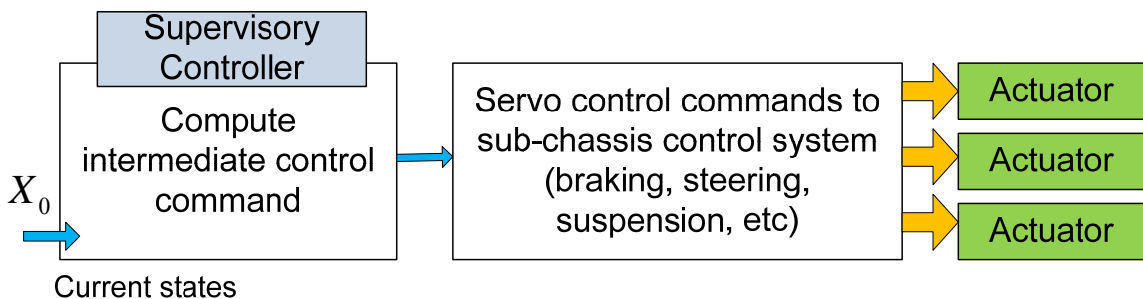 Supervisory
Controller
Compute
intermediate control
command
X₀
Current states
Servo control commands to
sub-chassis control system
(braking, steering,
suspension, etc)
Actuator
Actuator
Actuator